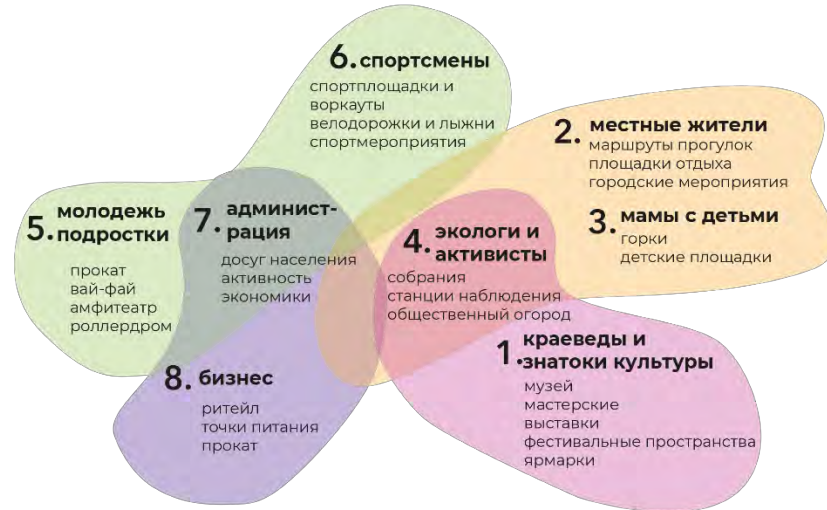 6. спортсмены
спортплощадки и
воркауты
велодорожки и лыжни
спортмероприятия
2. местные жители
маршруты прогулок
площадки отдыха
городские мероприятия
3. мамы с детьми
горки
детские площадки
5. молодежь
подростки
прокат
вай-фай
амфитеатр
роллердром
7. админист-
рация
досуг населения
активность
экономики
4. экологи и
активисты
собрания
станции наблюдения
общественный огород
1. краеведы и
знатоки культуры
музей
мастерские
выставки
фестивальные пространства
ярмарки
8. бизнес
ритейл
точки питания
прокат